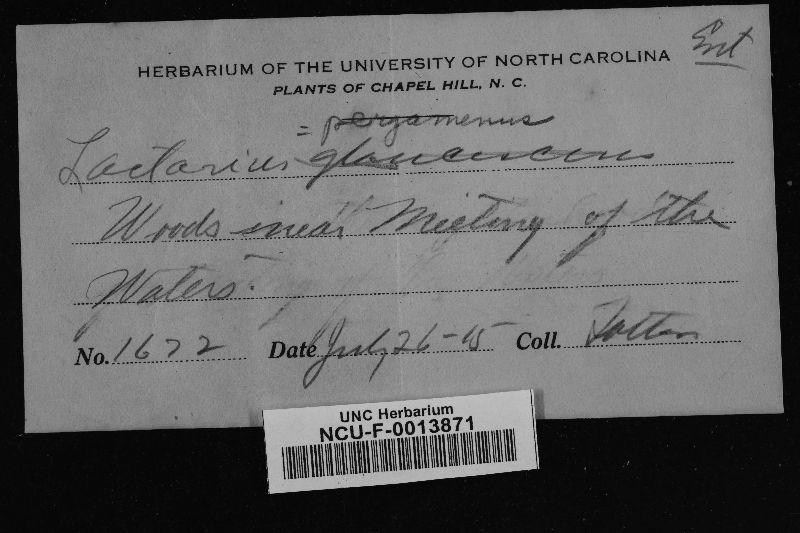 Ent
HERBARIUM OF THE UNIVERSITY OF NORTH CAROLINA
PLANTS OF CHAPEL HILL, N. C.
= pergamenus
Lactarius glaucescens
Woods near Meeting of the
Waters.
No. 1672 Date July 26-15 Coll. Totten
UNC Herbarium
NCU-F-0013871